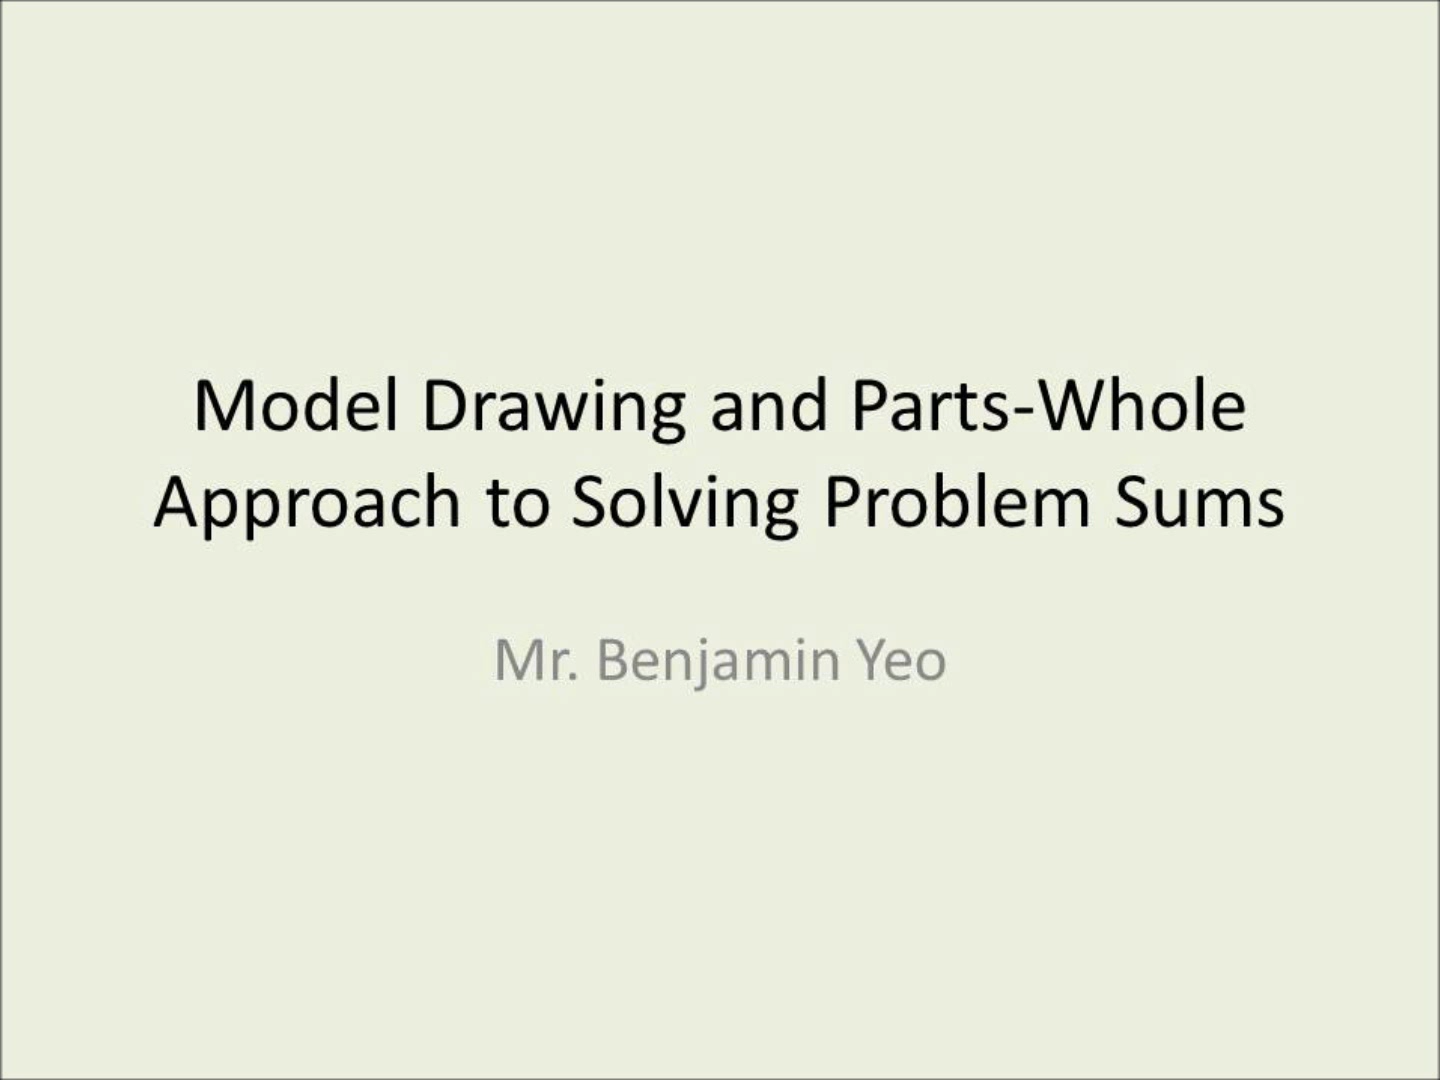 Model Drawing and Parts-Whole
Approach to Solving Problem Sums
Mr. Benjamin Yeo